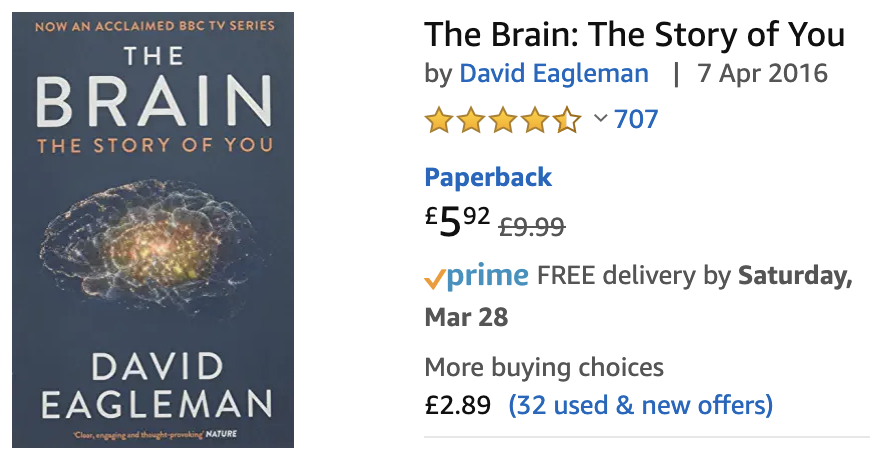 NOW AN ACCLAIMED BBC TV SERIES
THE
BRAIN
THE STORY OF YOU
DAVID
EAGLEMAN
'Clear, engaging and thought-provoking' NATURE
The Brain: The Story of You
by David Eagleman | 7 Apr 2016
707
Paperback
£5.92 £9.99
prime FREE delivery by Saturday,
Mar 28
More buying choices
£2.89 (32 used & new offers)